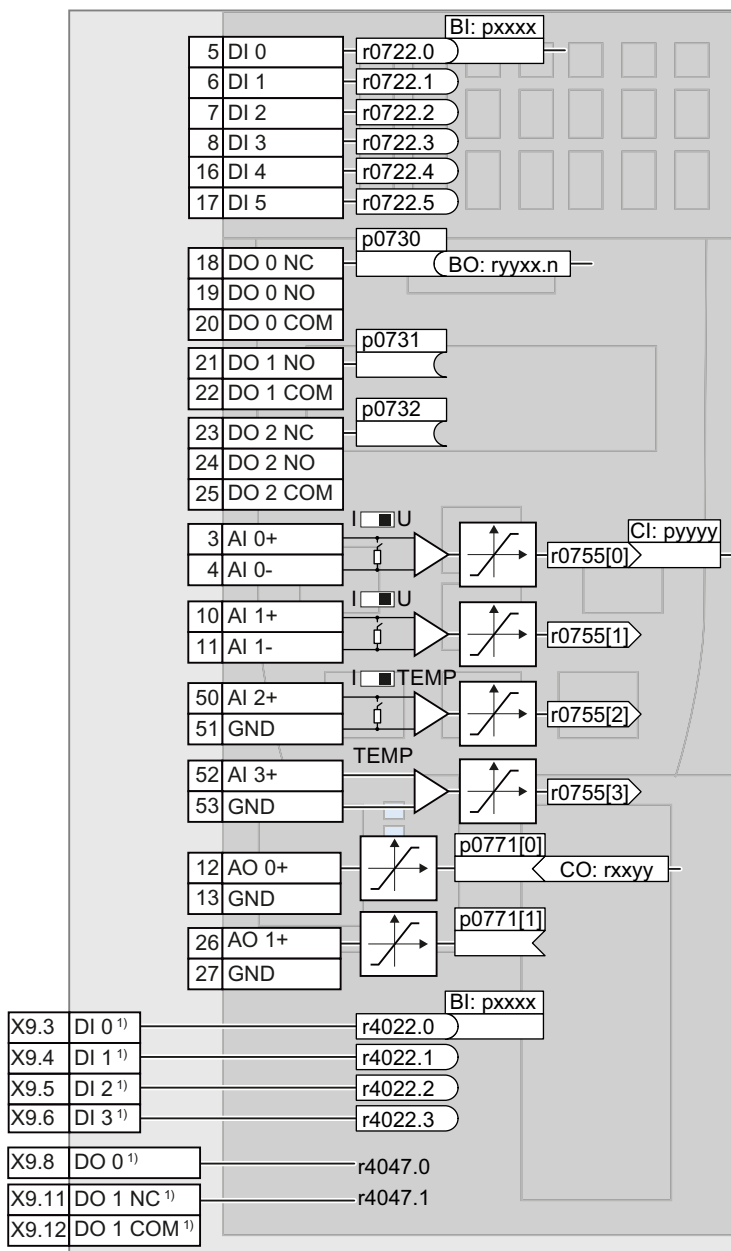 BI: pxxxx
5 DI 0 r0722.0
6 DI 1 r0722.1
7 DI 2 r0722.2
8 DI 3 r0722.3
16 DI 4 r0722.4
17 DI 5 r0722.5
p0730
18 DO 0 NC BO: ryyxx.n
19 DO 0 NO
20 DO 0 COM
p0731
21 DO 1 NO
22 DO 1 COM
p0732
23 DO 2 NC
24 DO 2 NO
25 DO 2 COM
I U
CI: pyyyy
3 AI 0+ r0755[0]
4 AI 0-
I U
10 AI 1+ r0755[1]
11 AI 1-
I TEMP
50 AI 2+ r0755[2]
51 GND
TEMP
52 AI 3+ r0755[3]
53 GND
p0771[0]
12 AO 0+ CO: rxxyy
13 GND
p0771[1]
26 AO 1+
27 GND
BI: pxxxx
X9.3 DI 0 1) r4022.0
X9.4 DI 1 1) r4022.1
X9.5 DI 2 1) r4022.2
X9.6 DI 3 1) r4022.3
X9.8 DO 0 1) r4047.0
X9.11 DO 1 NC 1) r4047.1
X9.12 DO 1 COM 1)